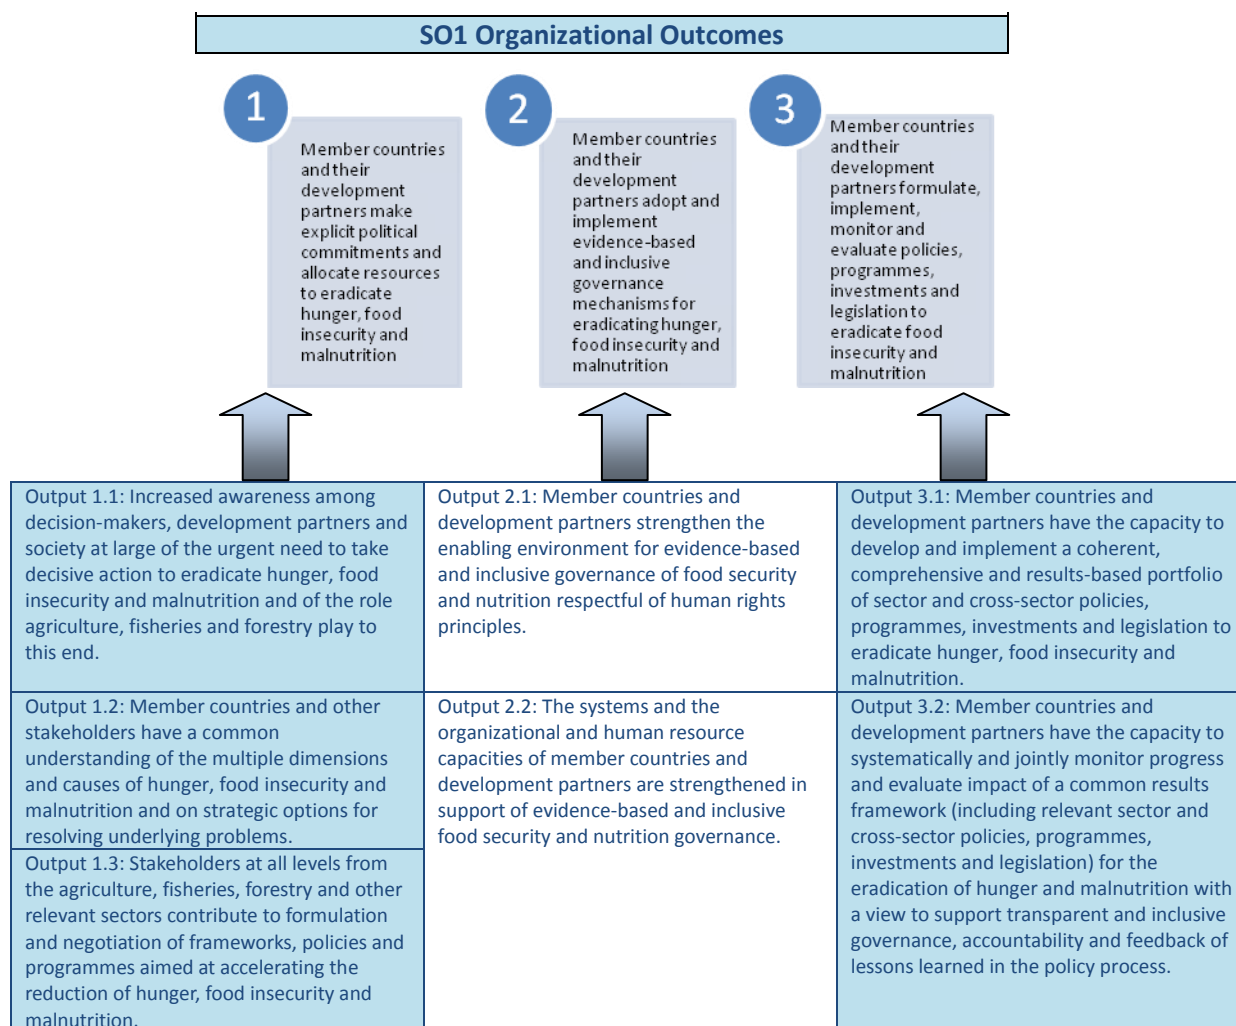 SO1 Organizational Outcomes
1
Member countries
and their
development
partners make
explicit political
commitments and
allocate resources
to eradicate
hunger, food
insecurity and
malnutrition
2
Member countries
and their
development
partners adopt and
implement
evidence-based
and inclusive
governance
mechanisms for
eradicating hunger,
food insecurity and
malnutrition
3
Member countries
and their
development
partners formulate,
implement,
monitor and
evaluate policies,
programmes,
investments and
legislation to
eradicate food
insecurity and
malnutrition
Output 1.1: Increased awareness among
decision-makers, development partners and
society at large of the urgent need to take
decisive action to eradicate hunger, food
insecurity and malnutrition and of the role
agriculture, fisheries and forestry play to
this end.
Output 2.1: Member countries and
development partners strengthen the
enabling environment for evidence-based
and inclusive governance of food security
and nutrition respectful of human rights
principles.
Output 3.1: Member countries and
development partners have the capacity to
develop and implement a coherent,
comprehensive and results-based portfolio
of sector and cross-sector policies,
programmes, investments and legislation to
eradicate hunger, food insecurity and
malnutrition.
Output 1.2: Member countries and other
stakeholders have a common
understanding of the multiple dimensions
and causes of hunger, food insecurity and
malnutrition and on strategic options for
resolving underlying problems.
Output 2.2: The systems and the
organizational and human resource
capacities of member countries and
development partners are strengthened in
support of evidence-based and inclusive
food security and nutrition governance.
Output 3.2: Member countries and
development partners have the capacity to
systematically and jointly monitor progress
and evaluate impact of a common results
framework (including relevant sector and
cross-sector policies, programmes,
investments and legislation) for the
eradication of hunger and malnutrition with
a view to support transparent and inclusive
governance, accountability and feedback of
lessons learned in the policy process.
Output 1.3: Stakeholders at all levels from
the agriculture, fisheries, forestry and other
relevant sectors contribute to formulation
and negotiation of frameworks, policies and
programmes aimed at accelerating the
reduction of hunger, food insecurity and
malnutrition.